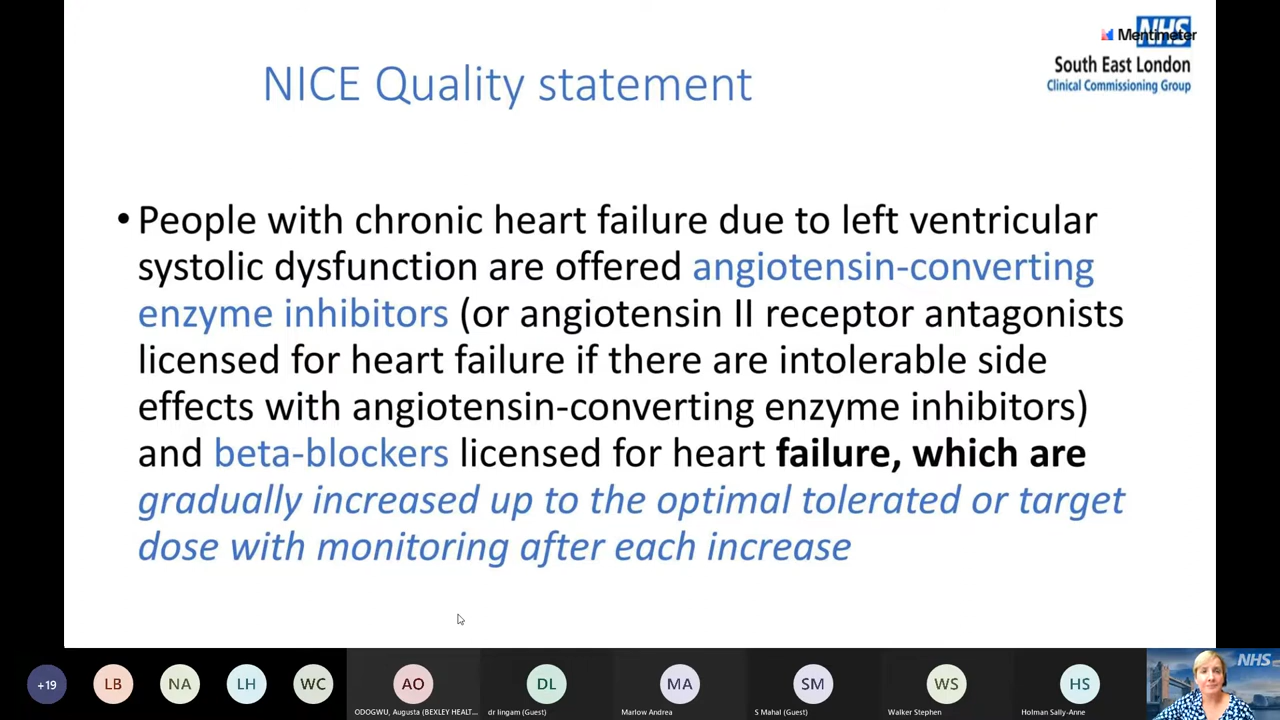 NICE Quality statement
NHS
Mentimeter
South East London
Clinical Commissioning Group
• People with chronic heart failure due to left ventricular
systolic dysfunction are offered angiotensin-converting
enzyme inhibitors (or angiotensin II receptor antagonists
licensed for heart failure if there are intolerable side
effects with angiotensin-converting enzyme inhibitors)
and beta-blockers licensed for heart failure, which are
gradually increased up to the optimal tolerated or target
dose with monitoring after each increase
+19
LB
NA
LH
WC
AO
ODOGWU, Augusta (BEXLEY HEALT...
DL
dr lingam (Guest)
MA
Marlow Andrea
SM
S Mahal (Guest)
WS
Walker Stephen
HS
Holman Sally-Anne
NHS